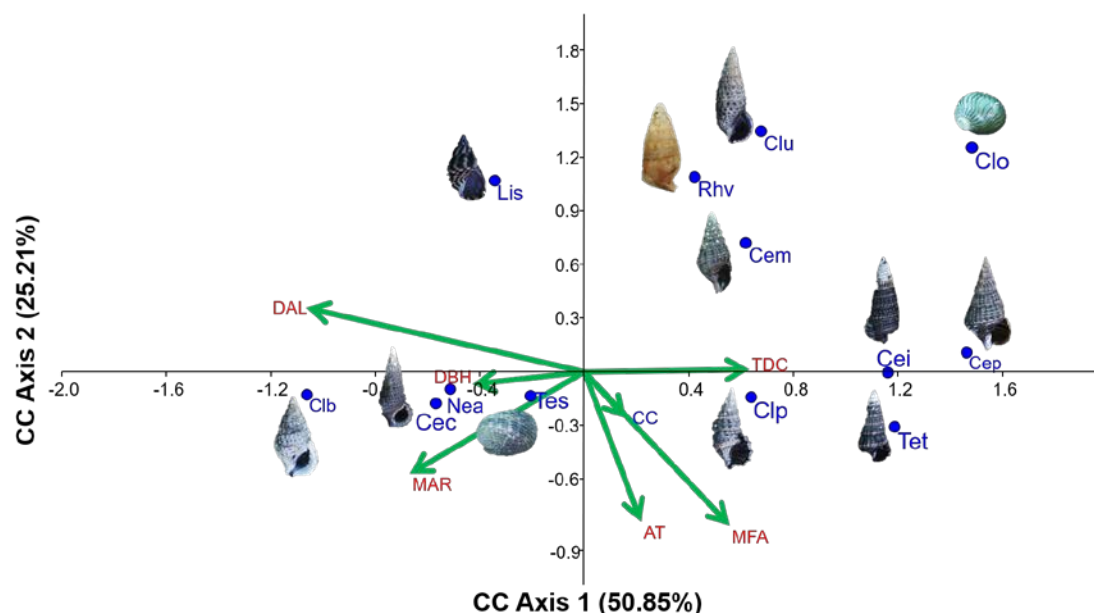 1.8
1.5
Clu
Clo
1.2
Lis
Rhv
0.9
Cem
0.6
DAL
0.3
Cei
Cep
TDC
-2.0
-1.6
-1.2
-0.8
-0.4
0.4
0.8
1.2
1.6
DBH
Clb
Cec
Nea
Tes
-0.3
CC
Clp
Tet
MAR
-0.6
AT
MFA
-0.9
CC Axis 2 (25.21%)
CC Axis 1 (50.85%)